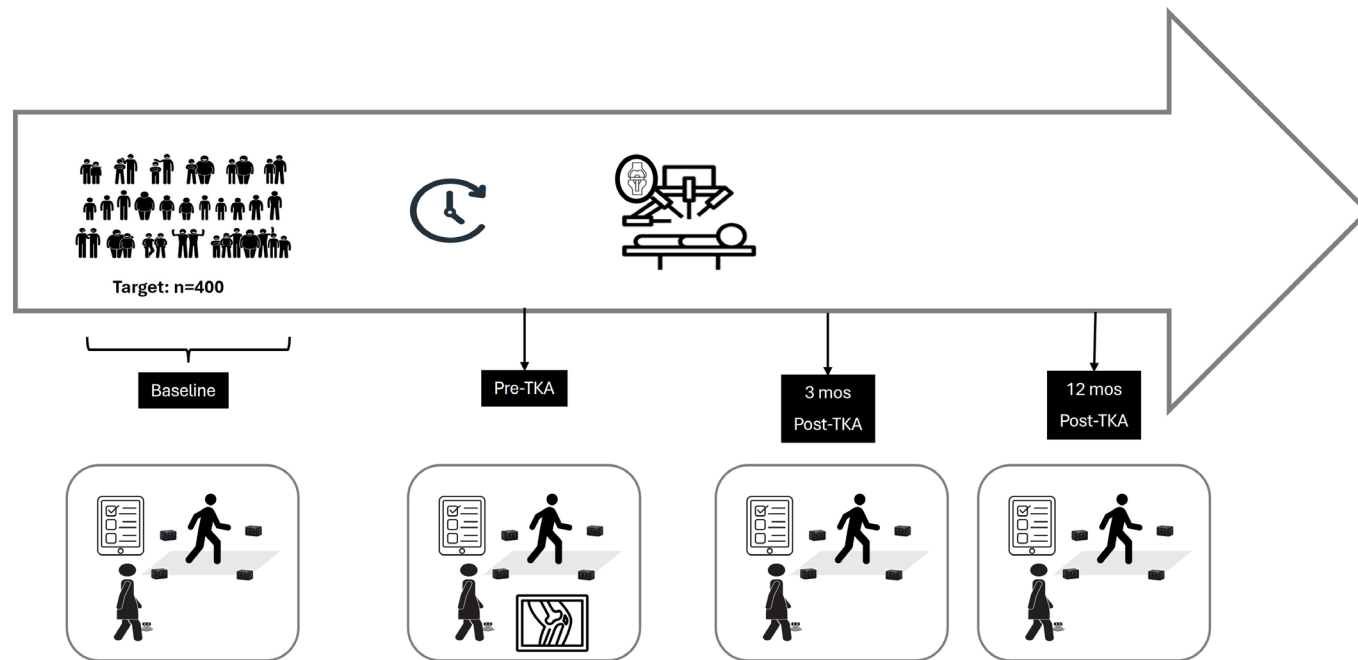 Target: n=400
Baseline
Pre-TKA
3 mos
Post-TKA
12 mos
Post-TKA